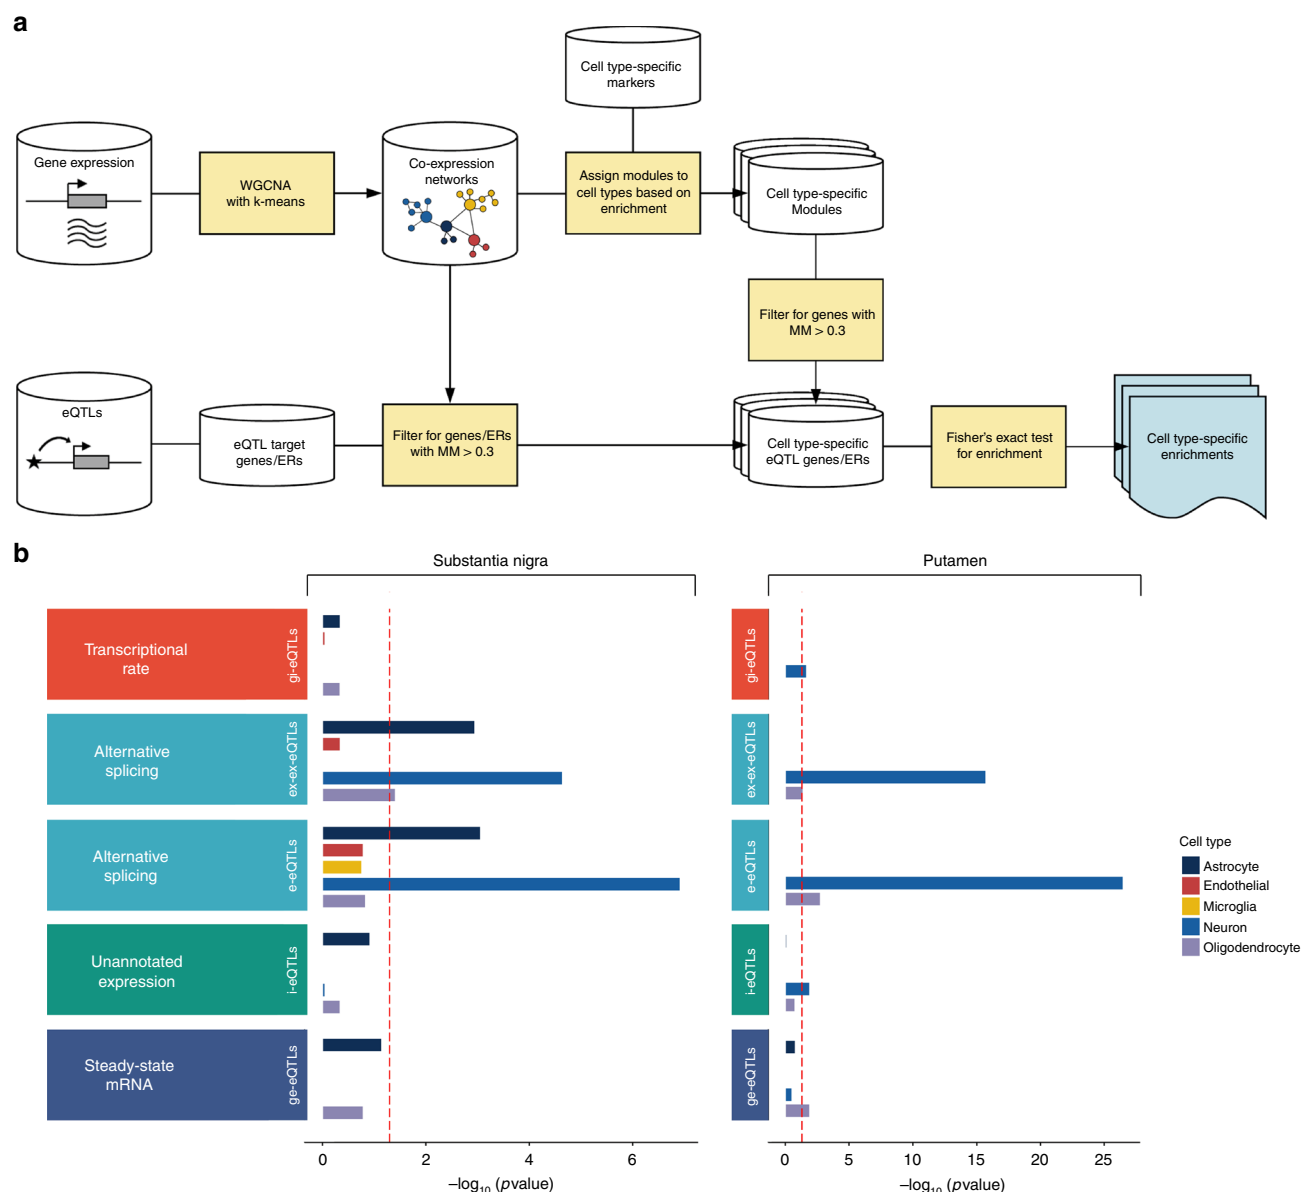 a
Cell type-specific
markers
Gene expression
WGCNA
with k-means
Co-expression
networks
Assign modules to
cell types based on
enrichment
Cell type-specific
Modules
Filter for genes with
MM > 0.3
eQTLs
eQTL target
genes/ERs
Filter for genes/ERs
with MM > 0.3
Cell type-specific
eQTL genes/ERs
Fisher's exact test
for enrichment
Cell type-specific
enrichments
b
Substantia nigra
Putamen
Transcriptional
rate
gi-eQTLs
gi-eQTLs
Alternative
splicing
ex-ex-eQTLs
ex-ex-eQTLs
Alternative
splicing
e-eQTLs
e-eQTLs
Unannotated
expression
i-eQTLs
i-eQTLs
Steady-state
mRNA
ge-eQTLs
ge-eQTLs
Cell type
Astrocyte
Endothelial
Microglia
Neuron
Oligodendrocyte
0 2 4 6
–log10 (pvalue)
0 5 10 15 20 25
–log10 (pvalue)